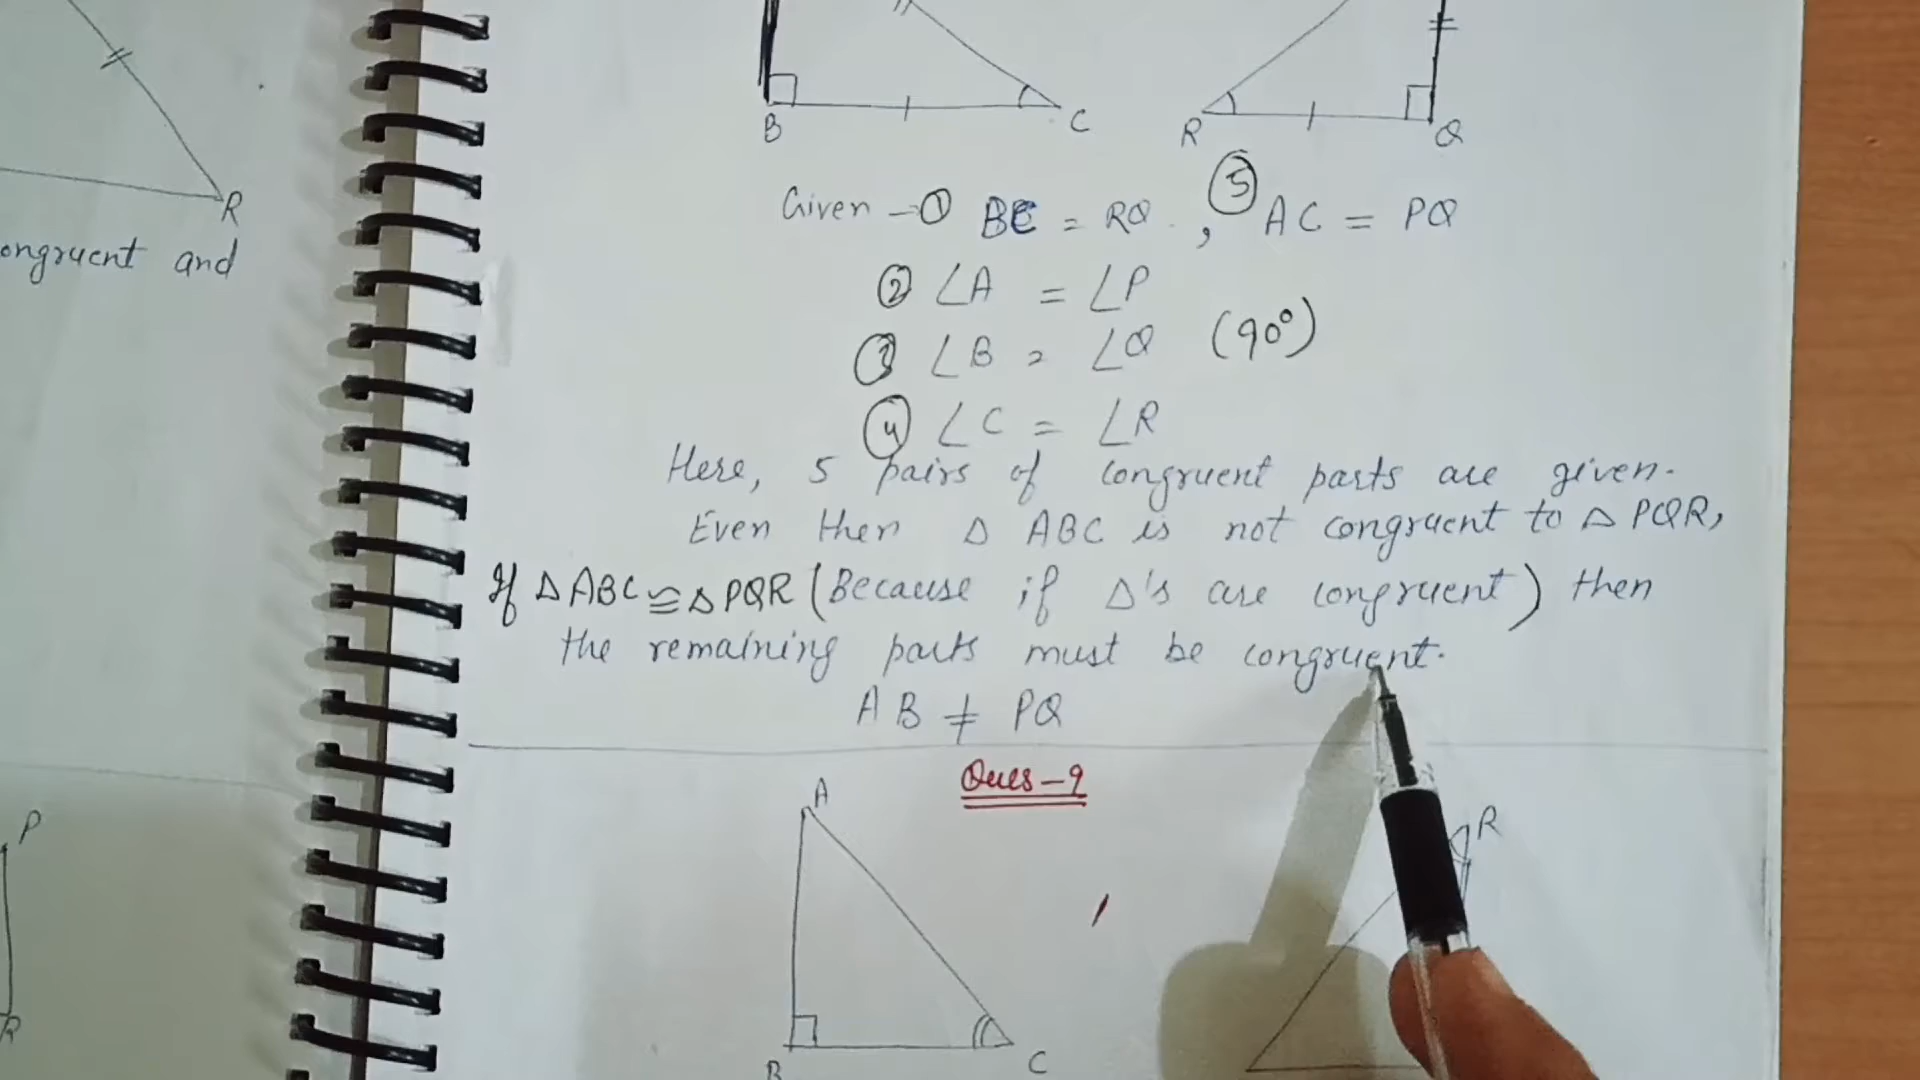 R
ongruent and
P
R
B
C
R
Q
Given - ① BC = RQ , ⑤ AC = PQ
② ∠A = ∠P
③ ∠B = ∠Q (90°)
④ ∠C = ∠R
Here, 5 pairs of congruent parts are given.
Even then Δ ABC is not congruent to Δ PQR,
If Δ ABC ≅ Δ PQR (Because if Δ's are congruent) then
the remaining parts must be congruent.
AB ≠ PQ
Ques-9
A
R
B
C